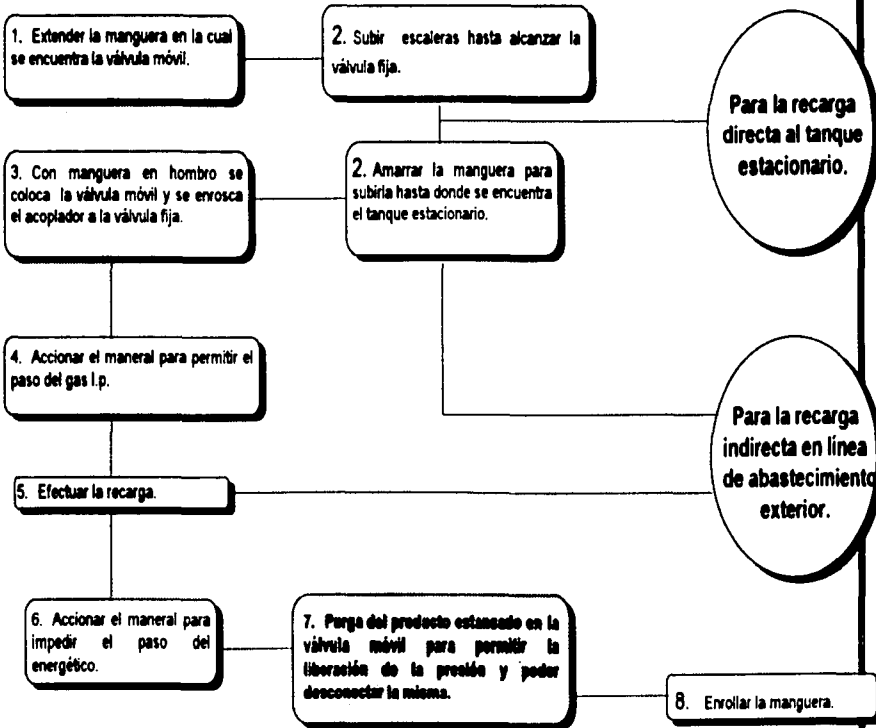 1. Extender la manguera en la cual
se encuentra la válvula móvil.
2. Subir escaleras hasta alcanzar la
válvula fija.
Para la recarga
directa al tanque
estacionario.
3. Con manguera en hombro se
coloca la válvula móvil y se enrosca
el acoplador a la válvula fija.
2. Amarrar la manguera para
subirla hasta donde se encuentra
el tanque estacionario.
4. Accionar el maneral para permitir el
paso del gas l.p.
Para la recarga
indirecta en línea
de abastecimiento
exterior.
5. Efectuar la recarga.
6. Accionar el maneral para
impedir el paso del
energético.
7. Purga del producto estansado en la
válvula móvil para permitir la
liberación de la presión y poder
desconectar la misma.
8. Enrollar la manguera.